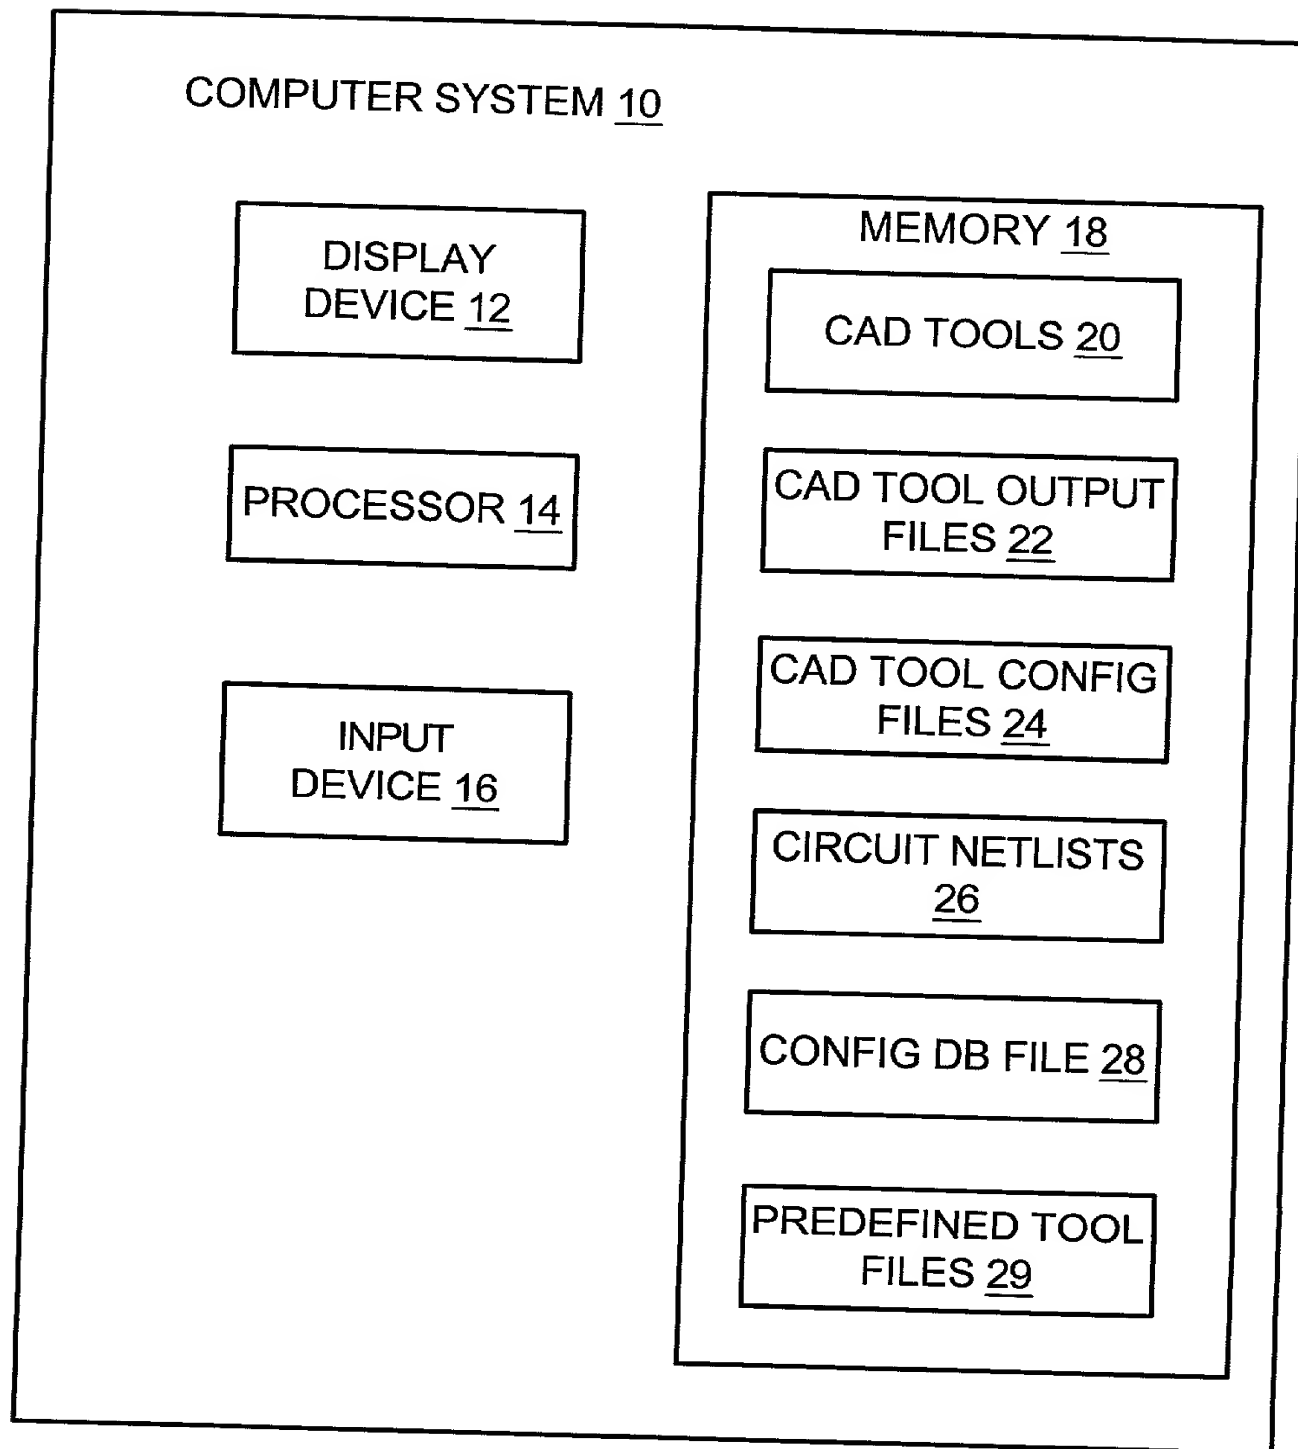 COMPUTER SYSTEM 10
DISPLAY
DEVICE 12
PROCESSOR 14
INPUT
DEVICE 16
MEMORY 18
CAD TOOLS 20
CAD TOOL OUTPUT
FILES 22
CAD TOOL CONFIG
FILES 24
CIRCUIT NETLISTS
26
CONFIG DB FILE 28
PREDEFINED TOOL
FILES 29